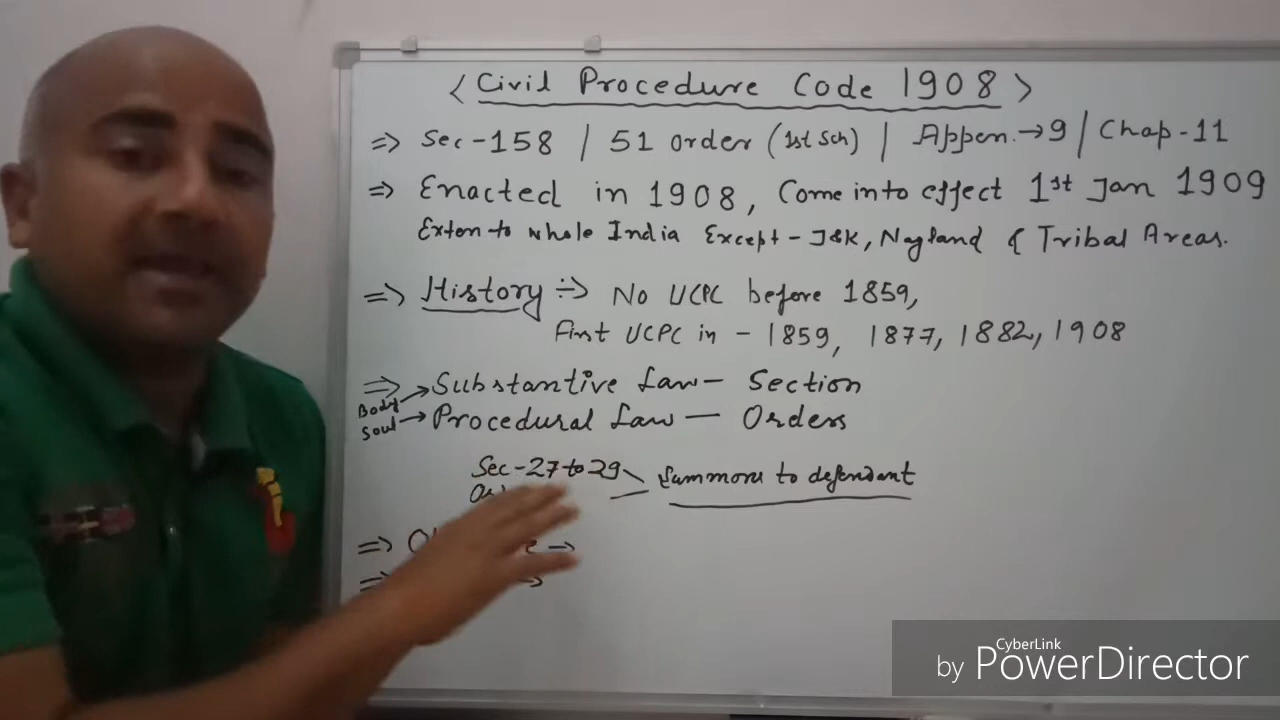 < Civil Procedure Code 1908 >
⇒ Sec-158 / 51 Order (1st Sch) | Appen.→9 / Chap-11
⇒ Enacted in 1908, Come into effect 1st Jan 1909
Exten to whole India Except - J&K, Nagland & Tribal Areas.
⇒ History ÷> No UCPC before 1859,
First UCPC in - 1859, 1877, 1882, 1908
⇒ Body → Substantive Law - Section
Soul → Procedural Law - Orders
Sec-27 to 29
Summons to defendant
⇒
⇒
CyberLink
by PowerDirector